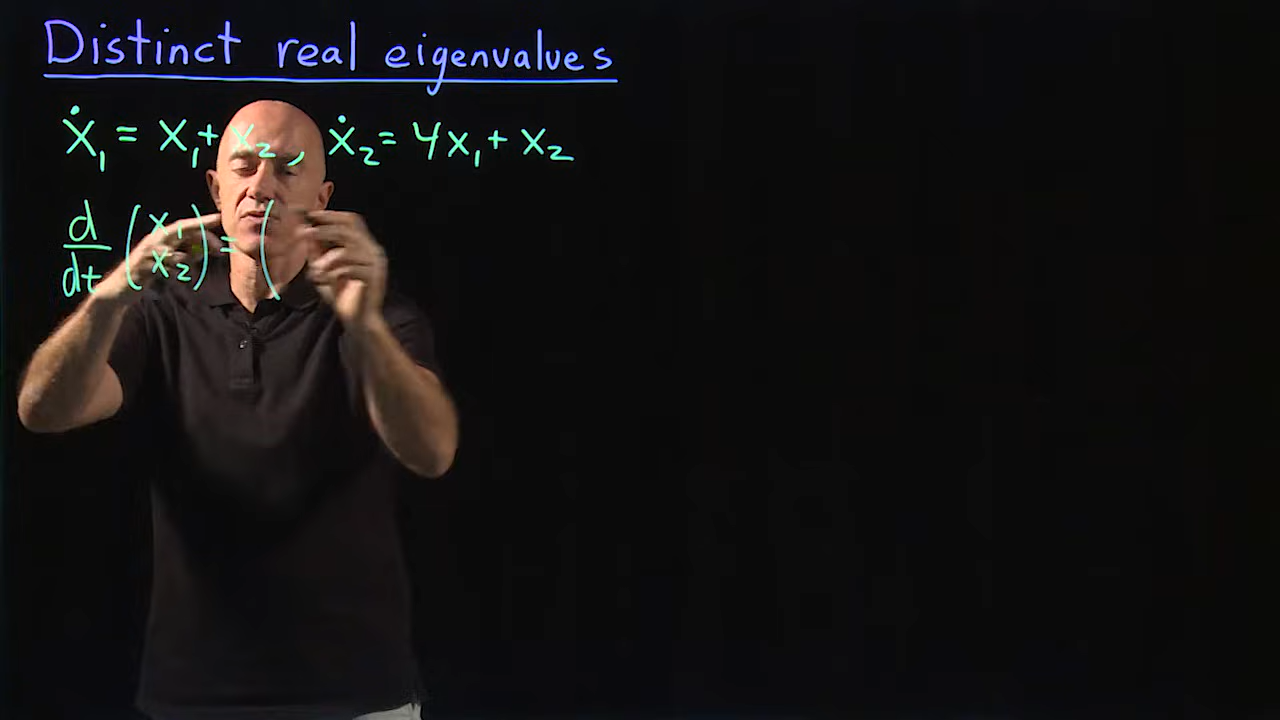 Distinct real eigenvalues
ẋ₁ = x₁ + x₂, ẋ₂ = 4x₁ + x₂
d/dt (x₁ x₂) = (